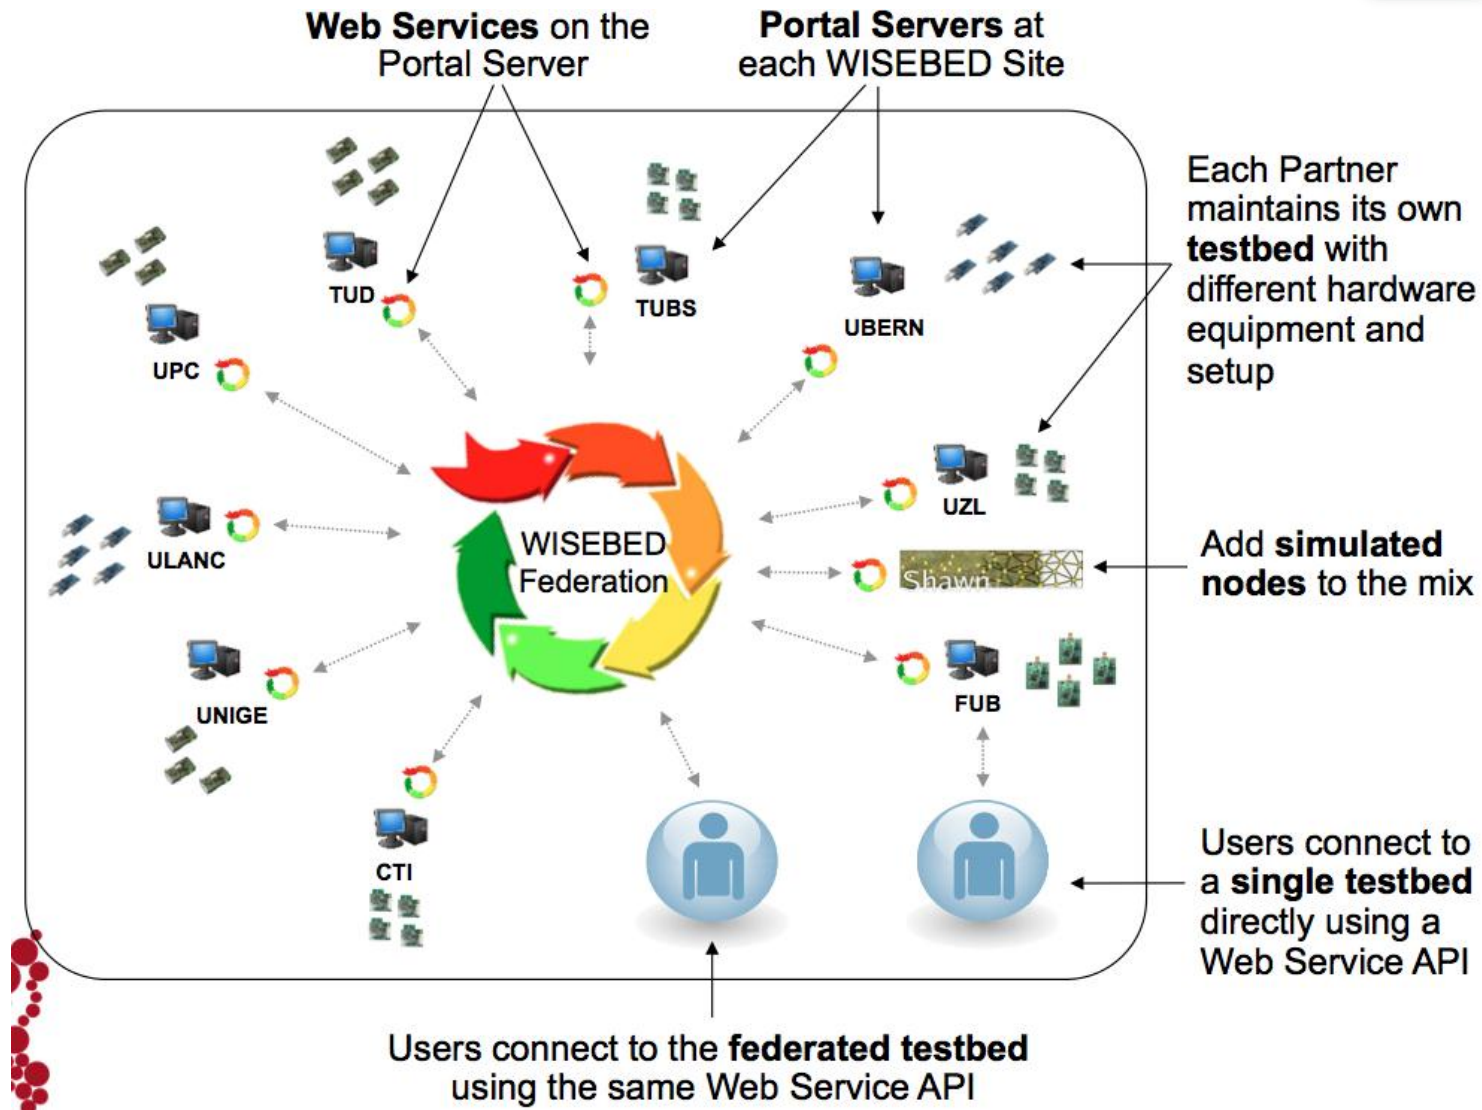 Web Services on the
Portal Server
Portal Servers at
each WISEBED Site
Each Partner
maintains its own
testbed with
different hardware
equipment and
setup
TUD
TUBS
UBERN
UPC
UZL
ULANC
WISEBED
Federation
Shawn
Add simulated
nodes to the mix
UNIGE
FUB
CTI
Users connect to
a single testbed
directly using a
Web Service API
Users connect to the federated testbed
using the same Web Service API